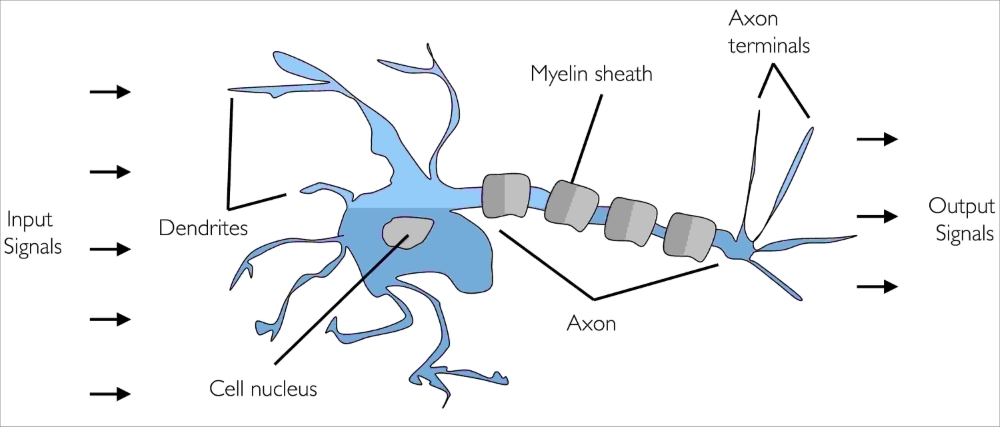 Axon
terminals
Myelin sheath
Input
Signals
Dendrites
Output
Signals
Axon
Cell nucleus